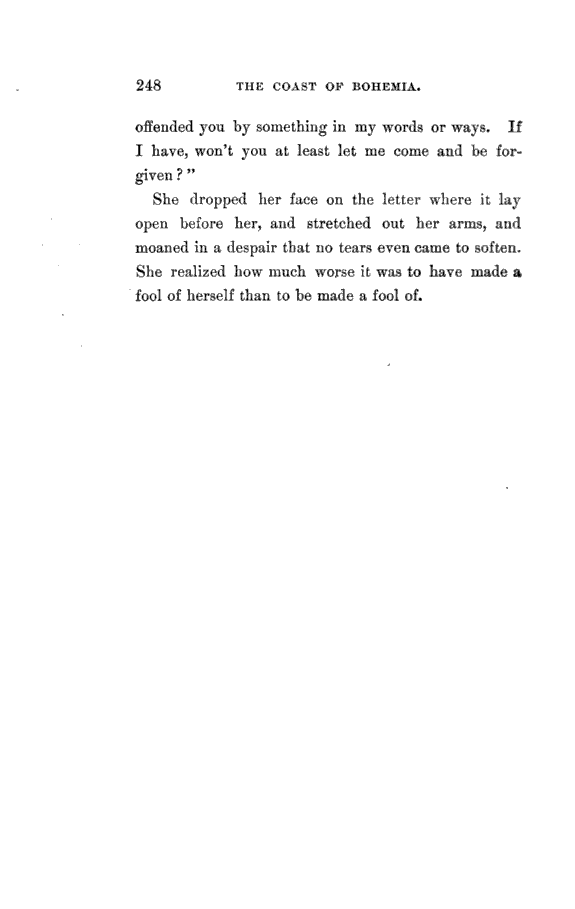 248 THE COAST OF BOHEMIA.
offended you by something in my words or ways. If
I have, won't you at least let me come and be for-
given ? "
She dropped her face on the letter where it lay
open before her, and stretched out her arms, and
moaned in a despair that no tears even came to soften.
She realized how much worse it was to have made a
fool of herself than to be made a fool of.